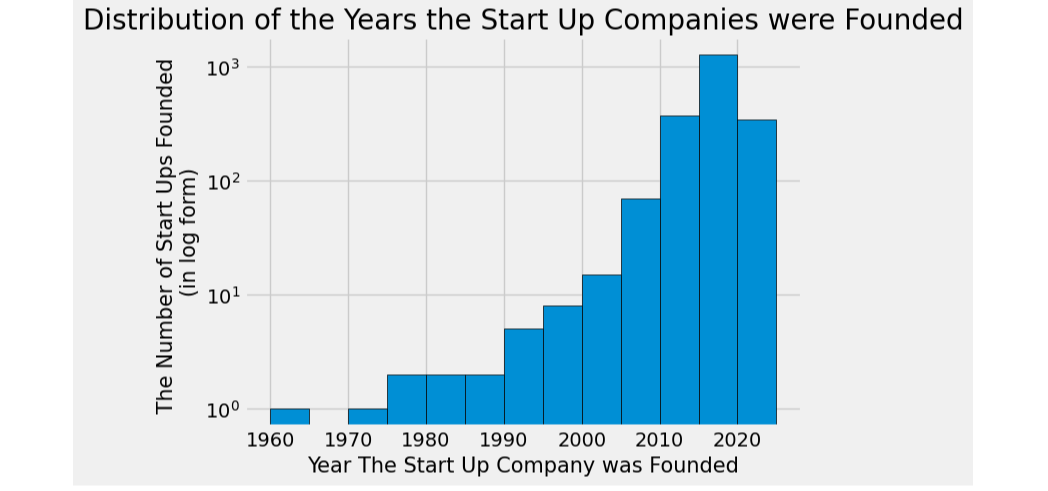 Distribution of the Years the Start Up Companies were Founded
The Number of Start Ups Founded
(in log form)
10³
10²
10¹
10⁰
1960 1970 1980 1990 2000 2010 2020
Year The Start Up Company was Founded